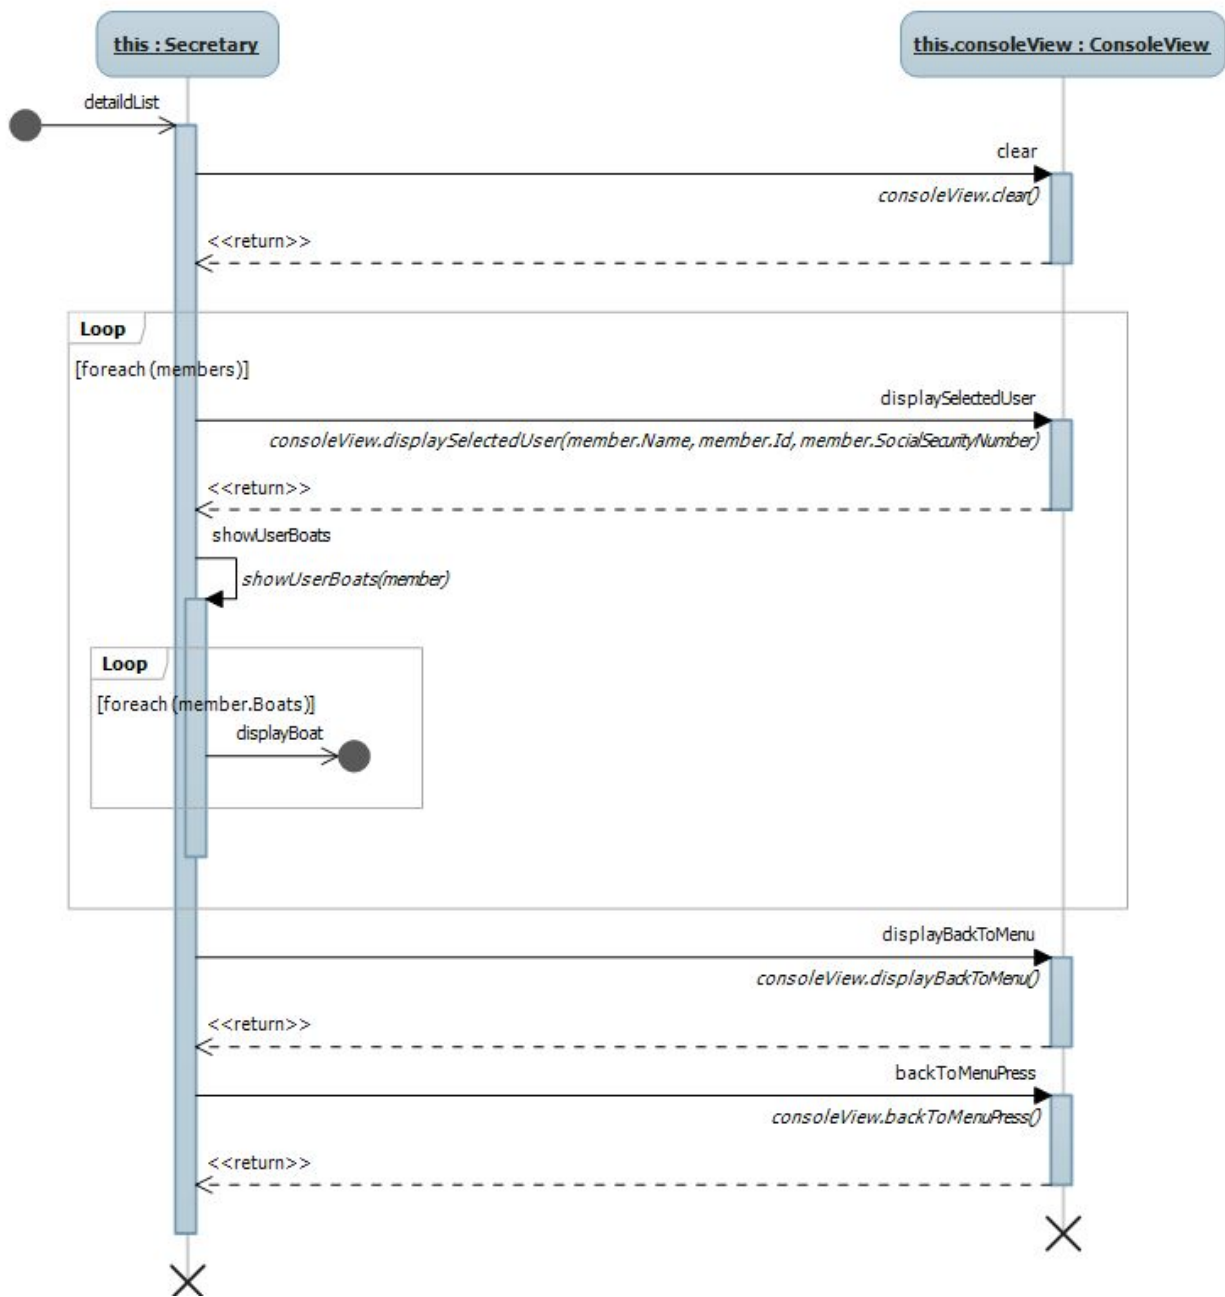 this : Secretary
this.consoleView : ConsoleView
detaildList
clear
consoleView.clear()
<<return>>
Loop
[foreach (members)]
displaySelectedUser
consoleView.displaySelectedUser(member.Name, member.Id, member.SocialSecurityNumber)
<<return>>
showUserBoats
showUserBoats(member)
Loop
[foreach (member.Boats)]
displayBoat
displayBackToMenu
consoleView.displayBackToMenu()
<<return>>
backToMenuPress
consoleView.backToMenuPress()
<<return>>